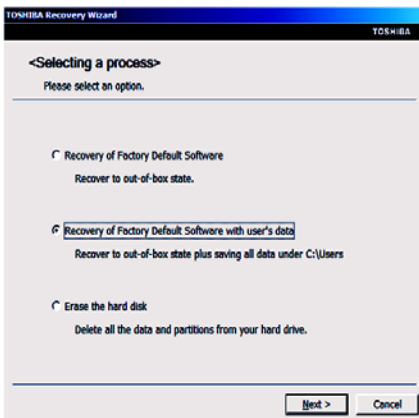 TOSHIBA Recovery Wizard
TOSHIBA
<Selecting a process>
Please select an option.
Recovery of Factory Default Software
Recover to out-of-box state.
Recovery of Factory Default Software with user's data
Recover to out-of-box state plus saving all data under C:\Users
Erase the hard disk
Delete all the data and partitions from your hard drive.
Next > Cancel